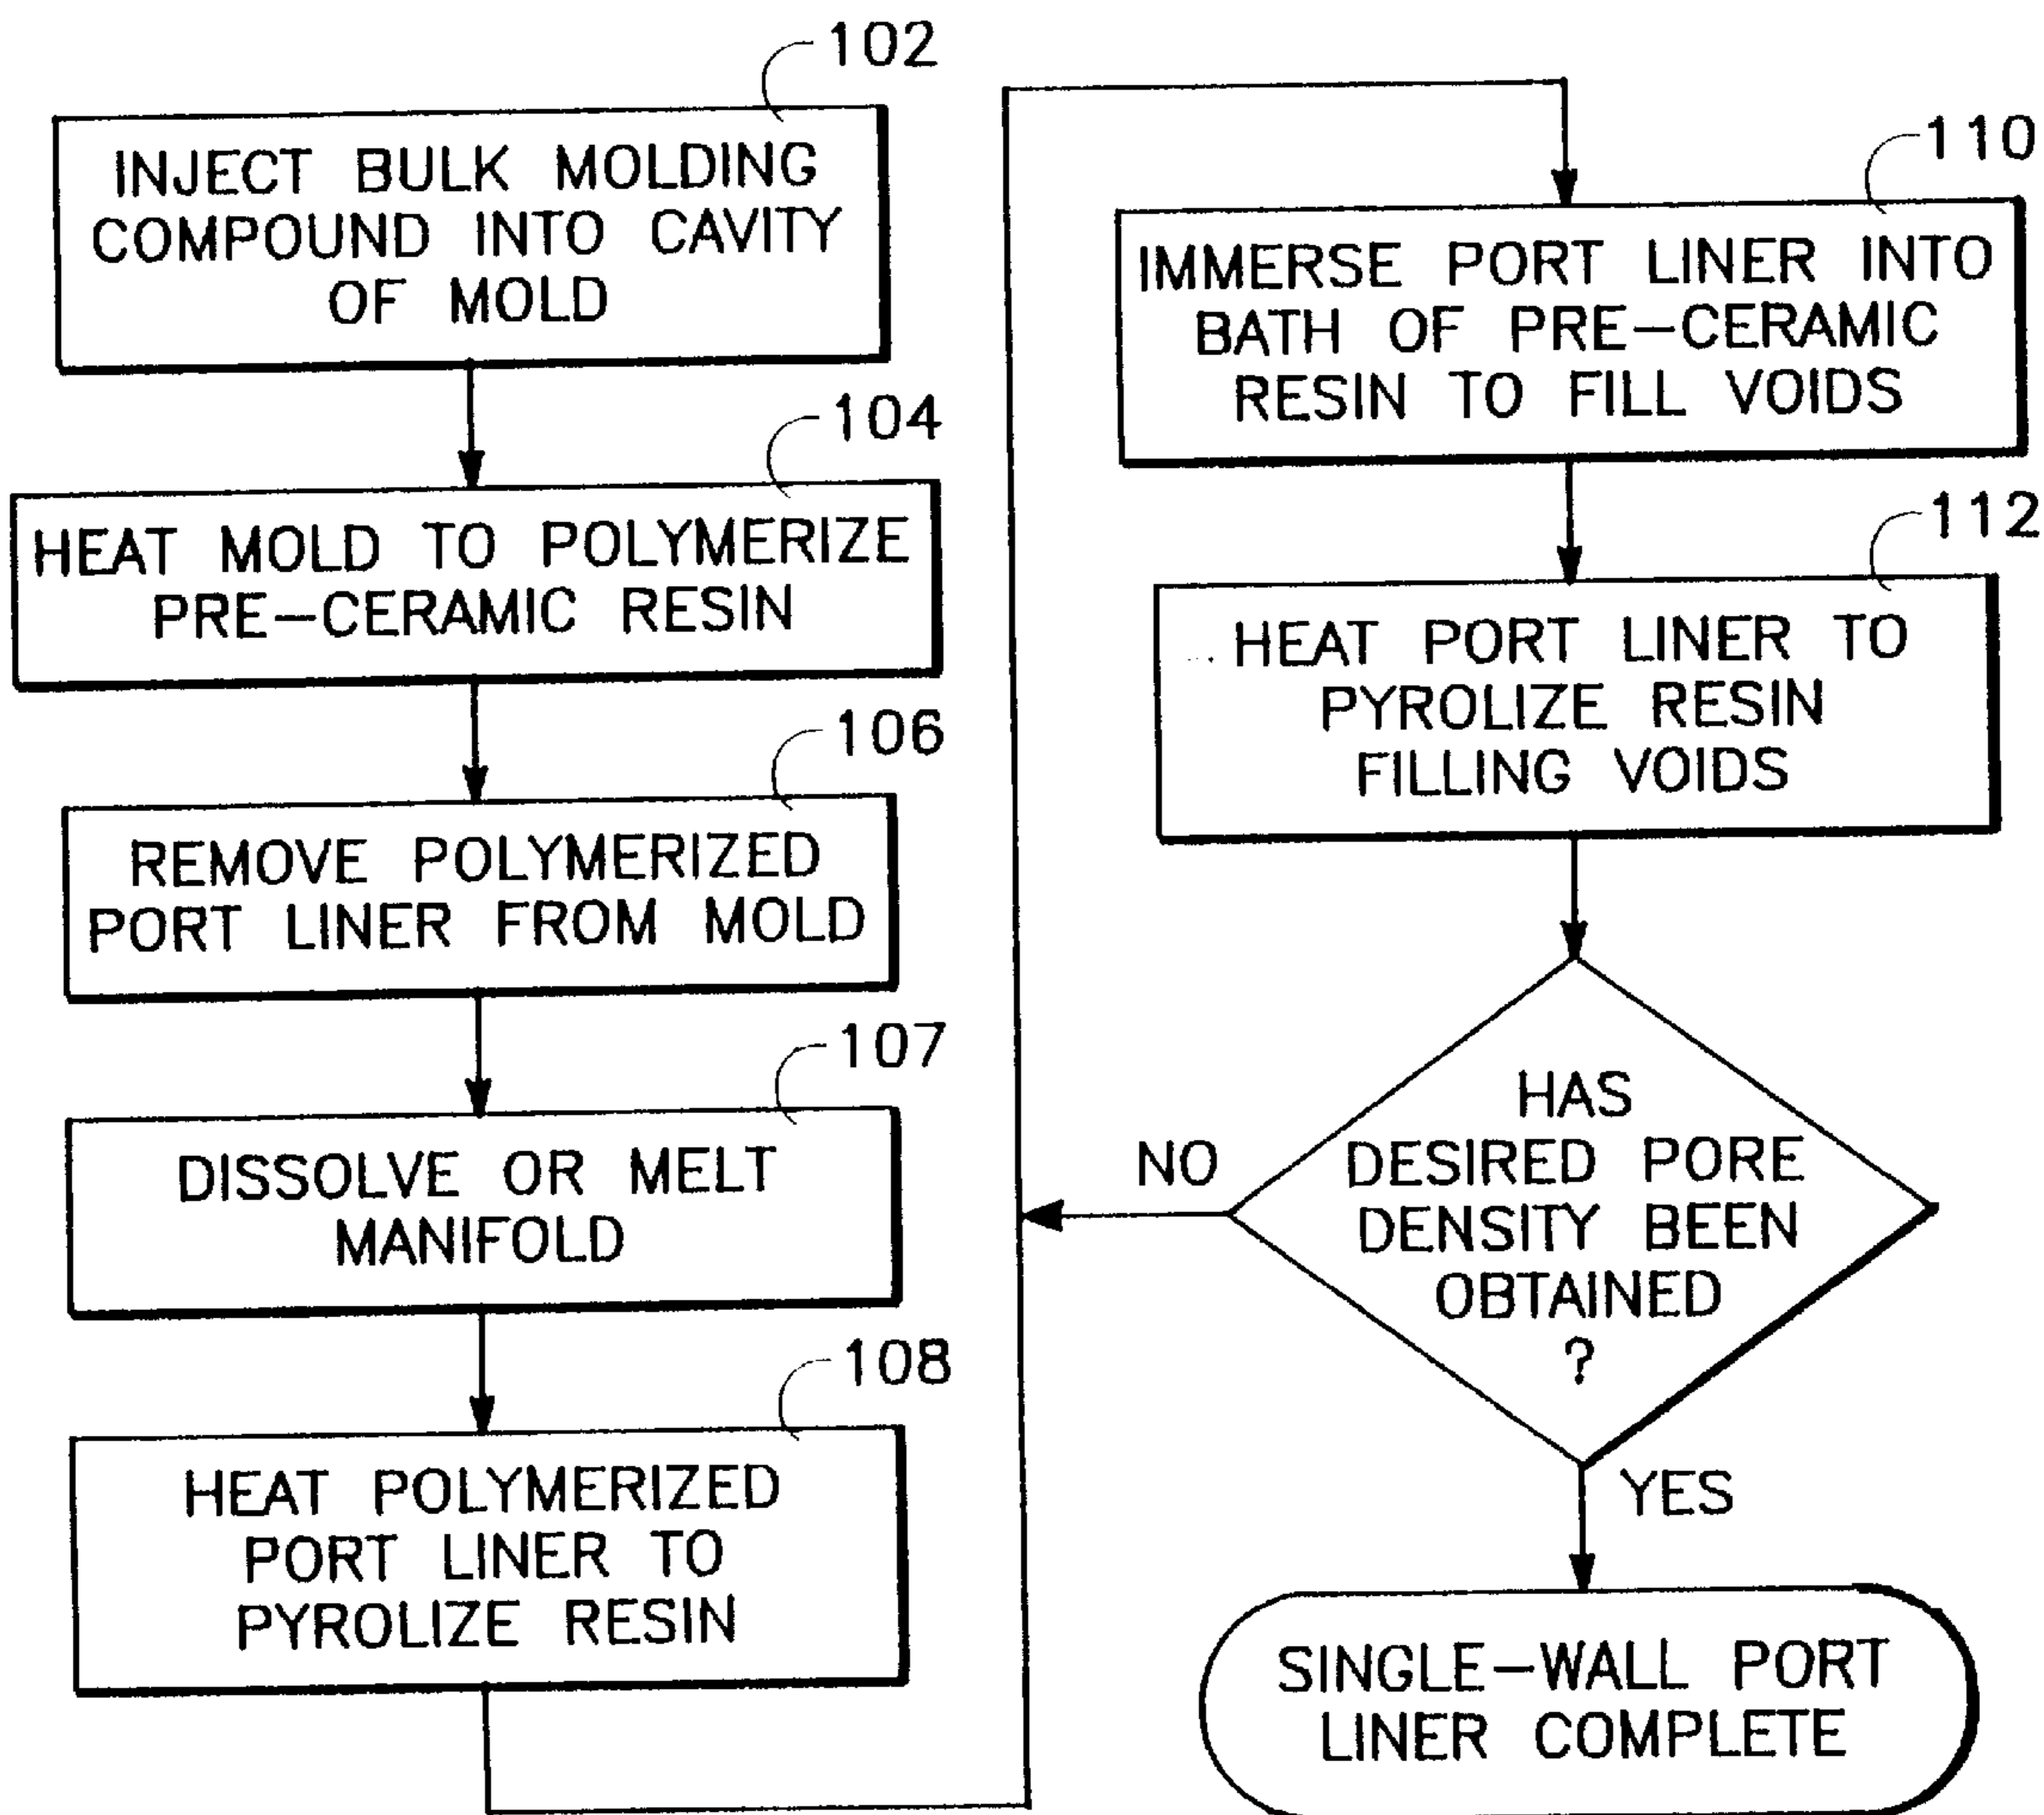 102
INJECT BULK MOLDING
COMPOUND INTO CAVITY
OF MOLD
104
HEAT MOLD TO POLYMERIZE
PRE-CERAMIC RESIN
106
REMOVE POLYMERIZED
PORT LINER FROM MOLD
107
DISSOLVE OR MELT
MANIFOLD
108
HEAT POLYMERIZED
PORT LINER TO
PYROLIZE RESIN
110
IMMERSE PORT LINER INTO
BATH OF PRE-CERAMIC
RESIN TO FILL VOIDS
112
HEAT PORT LINER TO
PYROLIZE RESIN
FILLING VOIDS
HAS
DESIRED PORE
DENSITY BEEN
OBTAINED
?
NO
YES
SINGLE-WALL PORT
LINER COMPLETE